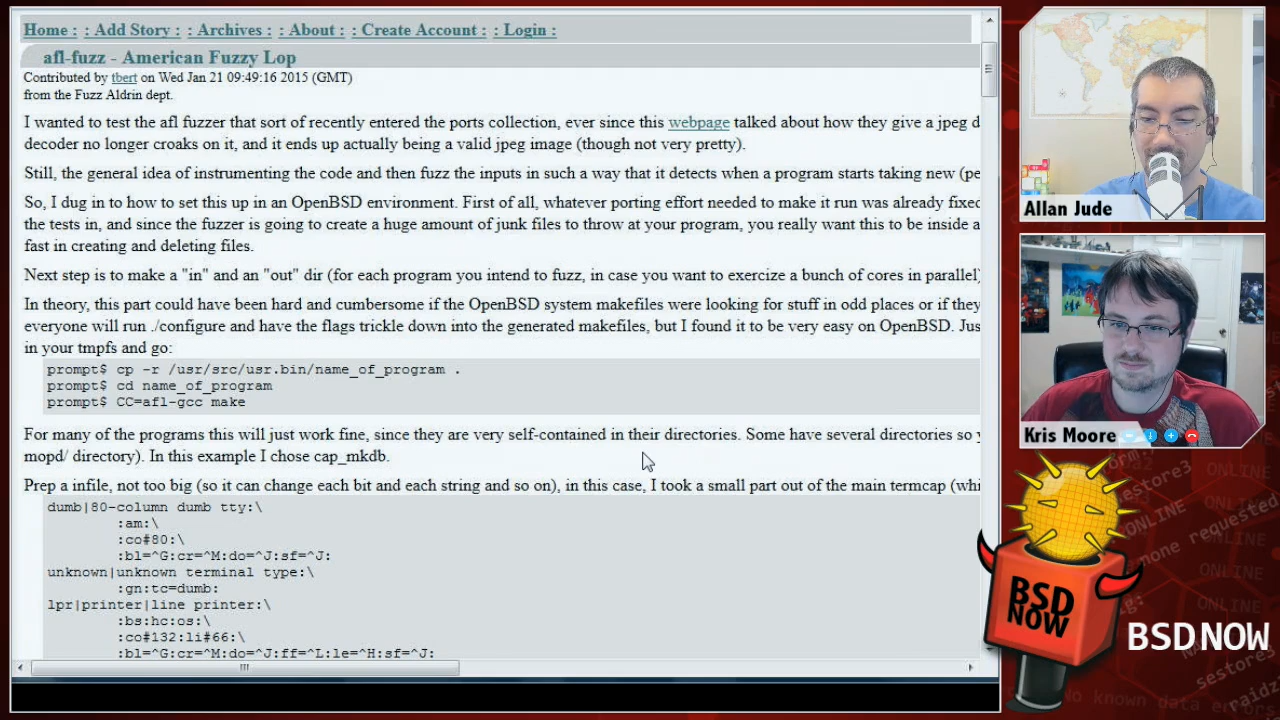 Home : : Add Story : : Archives : : About : : Create Account : : Login :
afl-fuzz - American Fuzzy Lop
Contributed by tbert on Wed Jan 21 09:49:16 2015 (GMT)
from the Fuzz Aldrin dept.
I wanted to test the afl fuzzer that sort of recently entered the ports collection, ever since this webpage talked about how they give a jpeg d
decoder no longer croaks on it, and it ends up actually being a valid jpeg image (though not very pretty).
Still, the general idea of instrumenting the code and then fuzz the inputs in such a way that it detects when a program starts taking new (pe
So, I dug in to how to set this up in an OpenBSD environment. First of all, whatever porting effort needed to make it run was already fixed
the tests in, and since the fuzzer is going to create a huge amount of junk files to throw at your program, you really want this to be inside a
fast in creating and deleting files.
Next step is to make a "in" and an "out" dir (for each program you intend to fuzz, in case you want to exercize a bunch of cores in parallel)
In theory, this part could have been hard and cumbersome if the OpenBSD system makefiles were looking for stuff in odd places or if they
everyone will run ./configure and have the flags trickle down into the generated makefiles, but I found it to be very easy on OpenBSD. Jus
in your tmpfs and go:
prompt$ cp -r /usr/src/usr.bin/name_of_program .
prompt$ cd name_of_program
prompt$ CC=afl-gcc make
For many of the programs this will just work fine, since they are very self-contained in their directories. Some have several directories so y
mopd/ directory). In this example I chose cap_mkdb.
Prep a infile, not too big (so it can change each bit and each string and so on), in this case, I took a small part out of the main termcap (whi
dumb|80-column dumb tty:\
:am:\
:co#80:\
:bl=^G:cr=^M:do=^J:sf=^J:
unknown|unknown terminal type:\
:gn:tc=dumb:
lpr|printer|line printer:\
:bs:hc:os:\
:co#132:li#66:\
:bl=^G:cr=^M:do=^J:ff=^L:le=^H:sf=^J:
Allan Jude
Kris Moore
BSD
NOW
BSDNOW